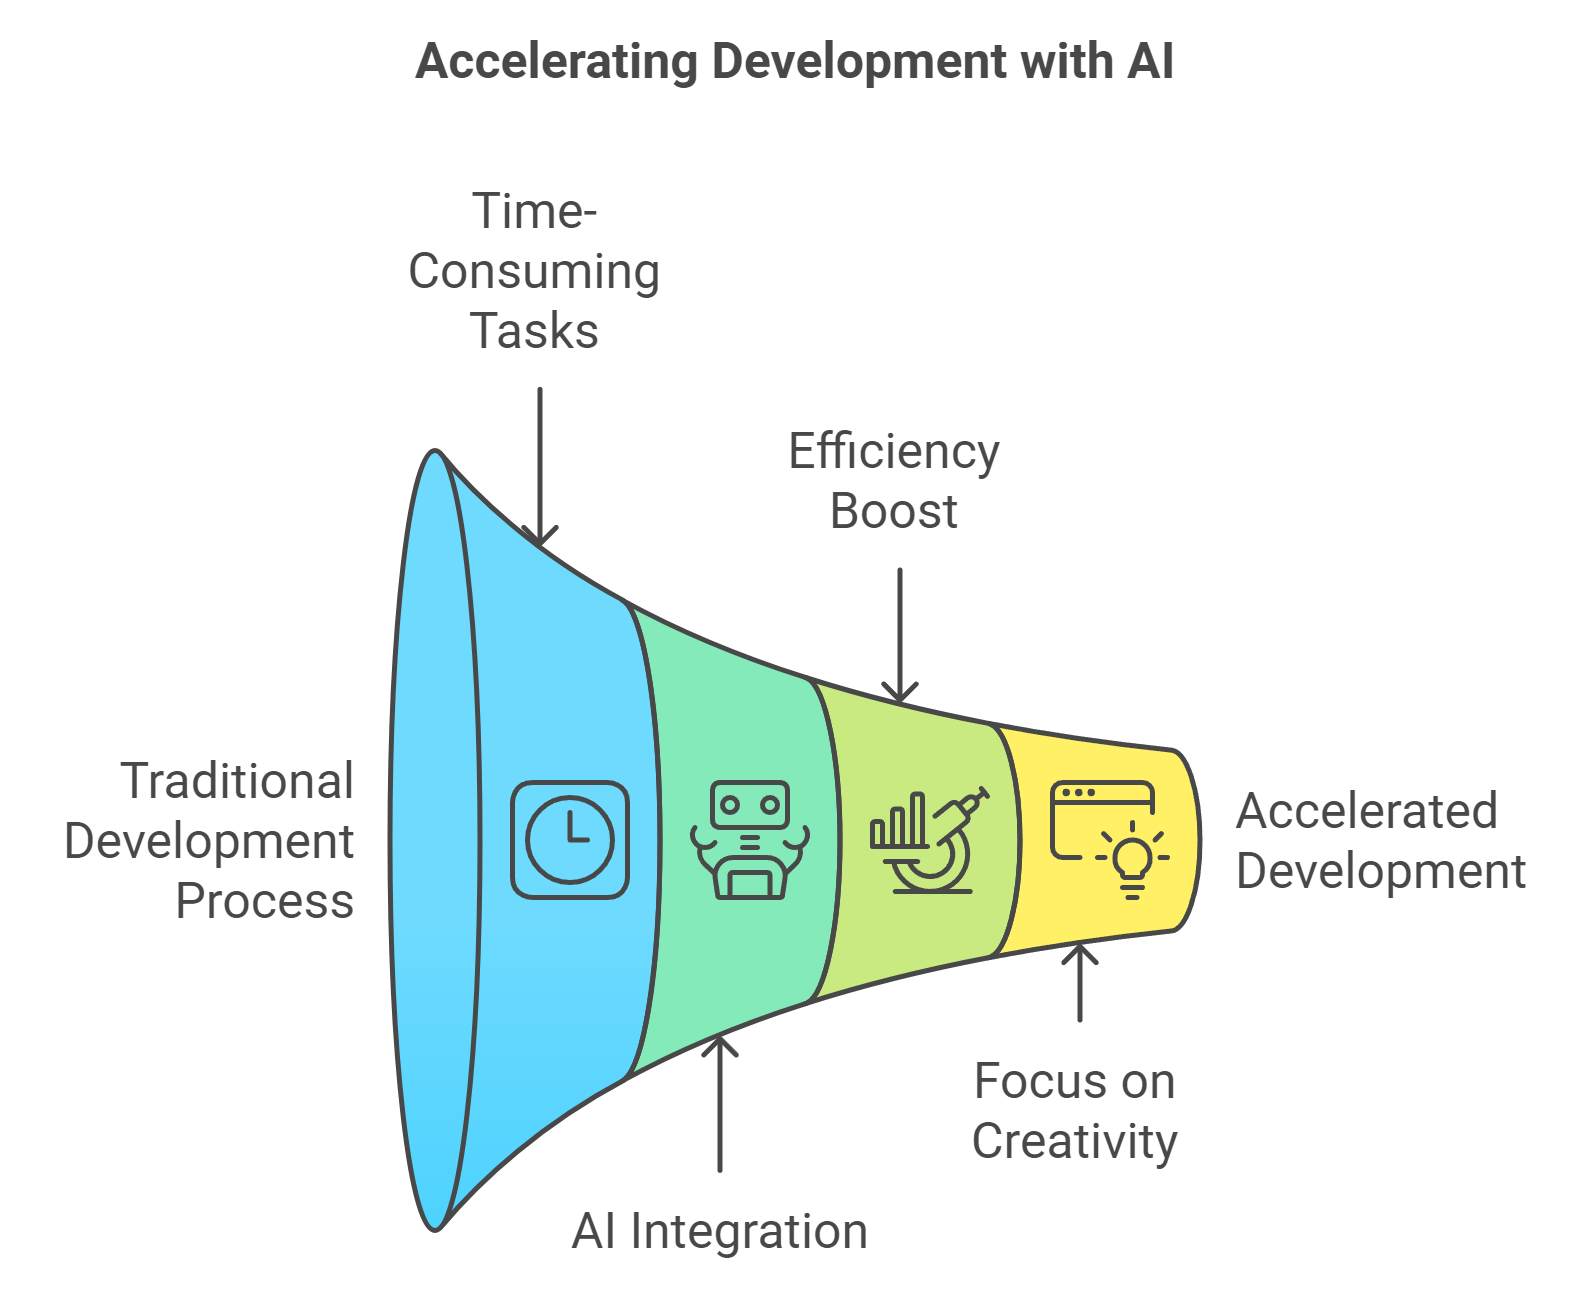 Accelerating Development with AI
Time-
Consuming
Tasks
Efficiency
Boost
Traditional
Development
Process
Accelerated
Development
Focus on
Creativity
AI Integration